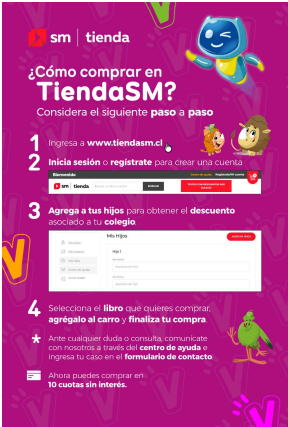 sm | tienda
¿Cómo comprar en
TiendaSM?
Considera el siguiente paso a paso
1 Ingresa a www.tiendasm.cl
2 Inicia sesión o regístrate para crear una cuenta
Bienvenido
sm | tienda
BUSCAR
3 Agrega a tus hijos para obtener el descuento
asociado a tu colegio.
Mis Hijos
Hijo 1
4 Selecciona el libro que quieres comprar,
agrégalo al carro y finaliza tu compra.
* Ante cualquier duda o consulta, comunícate
con nosotros a través del centro de ayuda e
ingresa tu caso en el formulario de contacto.
Ahora puedes comprar en
10 cuotas sin interés.